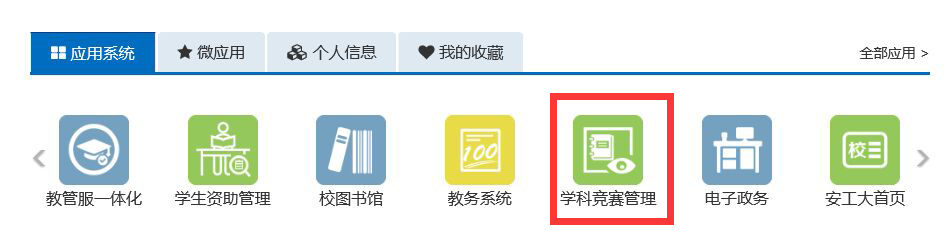 应用系统 微应用 个人信息 我的收藏 全部应用 >
100 校
教管服一体化 学生资助管理 校图书馆 教务系统 学科竞赛管理 电子政务 安工大首页